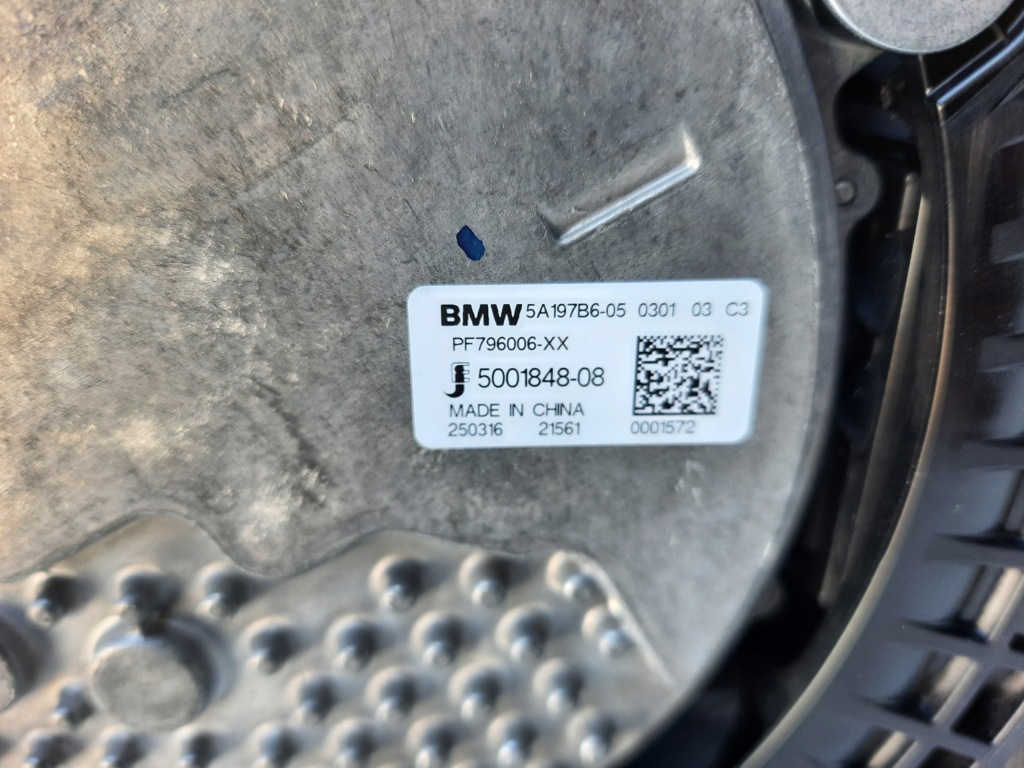 BMW 5A197B6-05 0301 03 C3
PF796006-XX
5001848-08
MADE IN CHINA
250316 21561 0001572